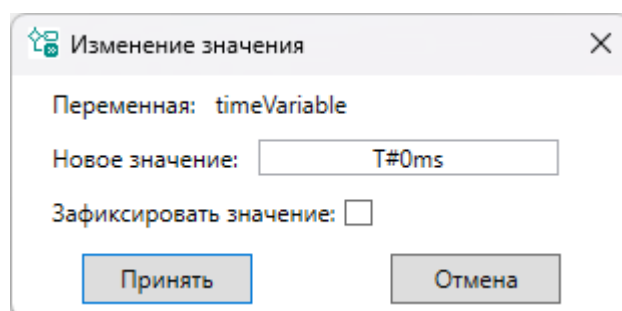 Изменение значения
Переменная: timeVariable
Новое значение: T#0ms
Зафиксировать значение:
Принять Отмена